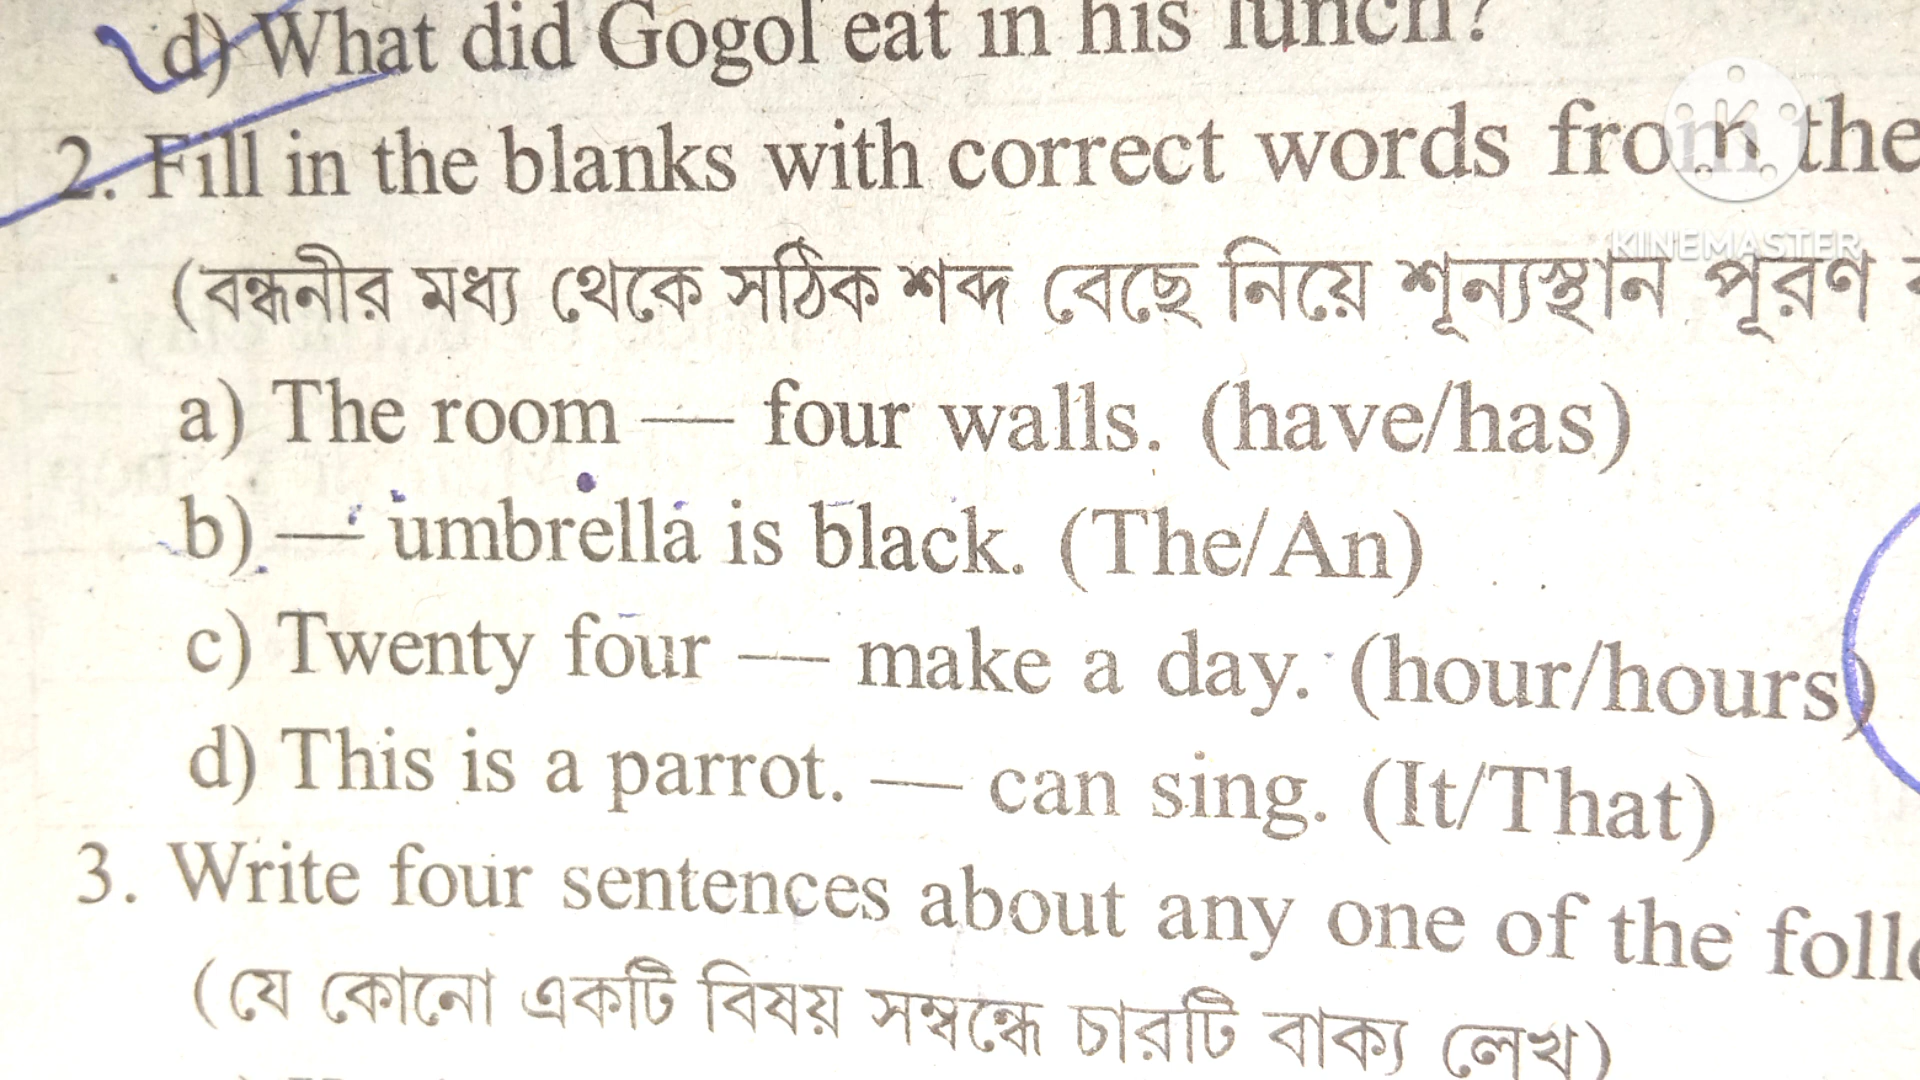 d) What did Gogol eat in his lunch?
2. Fill in the blanks with correct words from the
(বন্ধনীর মধ্য থেকে সঠিক শব্দ বেছে নিয়ে শূন্যস্থান পূরণ
a) The room — four walls. (have/has)
b) — umbrella is black. (The/An)
c) Twenty four — make a day. (hour/hours)
d) This is a parrot. — can sing. (It/That)
3. Write four sentences about any one of the
(যে কোনো একটি বিষয় সম্বন্ধে চারটি বাক্য লেখ)
K
KINEMASTER